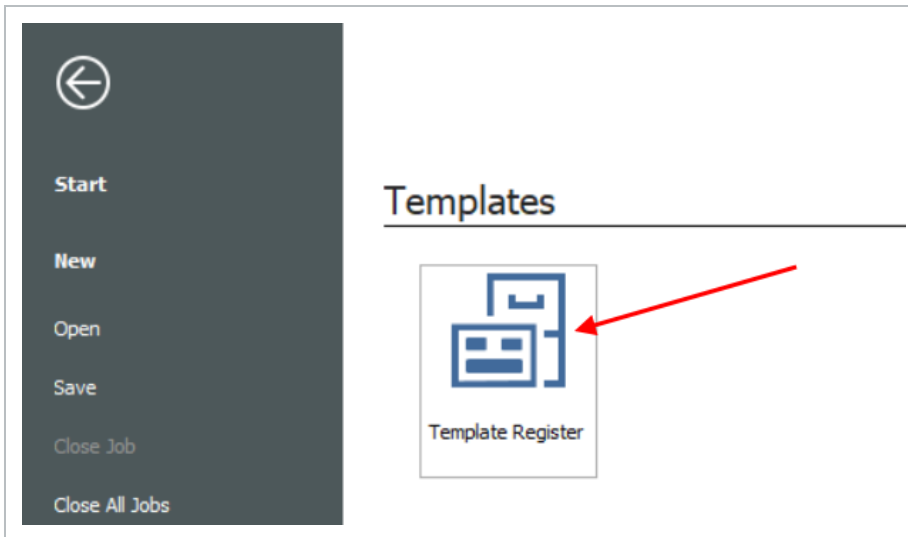 Start
New
Open
Save
Close Job
Close All Jobs
Templates
Template Register